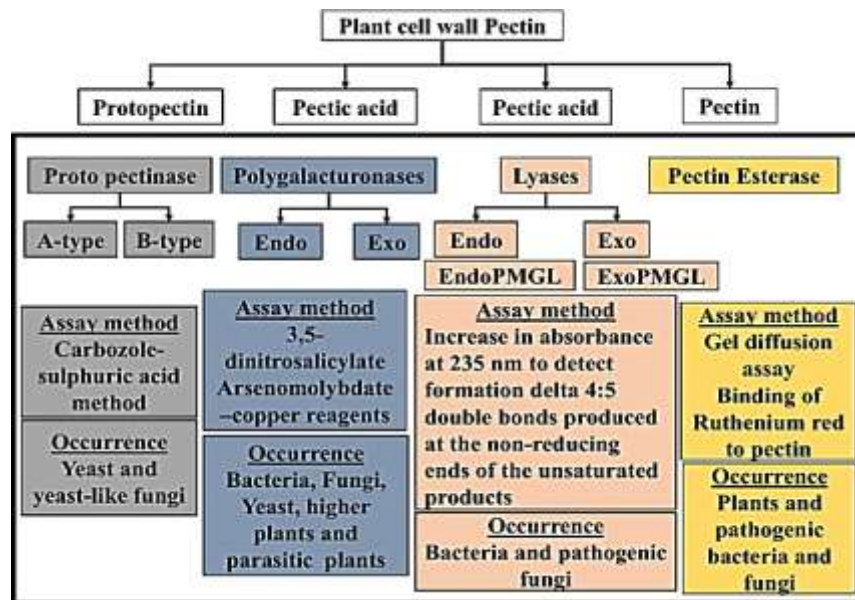 Plant cell wall Pectin
Protopectin
Pectic acid
Pectic acid
Pectin
Proto pectinase
Polygalacturonases
Lyases
Pectin Esterase
A-type
B-type
Endo
Exo
Endo
Exo
EndoPMGL
ExoPMGL
Assay method
Carbozole-
sulphuric acid
method
Occurrence
Yeast and
yeast-like fungi
Assay method
3,5-
dinitrosalicylate
Arsenomolybdate
–copper reagents
Occurrence
Bacteria, Fungi,
Yeast, higher
plants and
parasitic plants
Assay method
Increase in absorbance
at 235 nm to detect
formation delta 4:5
double bonds produced
at the non-reducing
ends of the unsaturated
products
Occurrence
Bacteria and pathogenic
fungi
Assay method
Gel diffusion
assay
Binding of
Ruthenium red
to pectin
Occurrence
Plants and
pathogenic
bacteria and
fungi